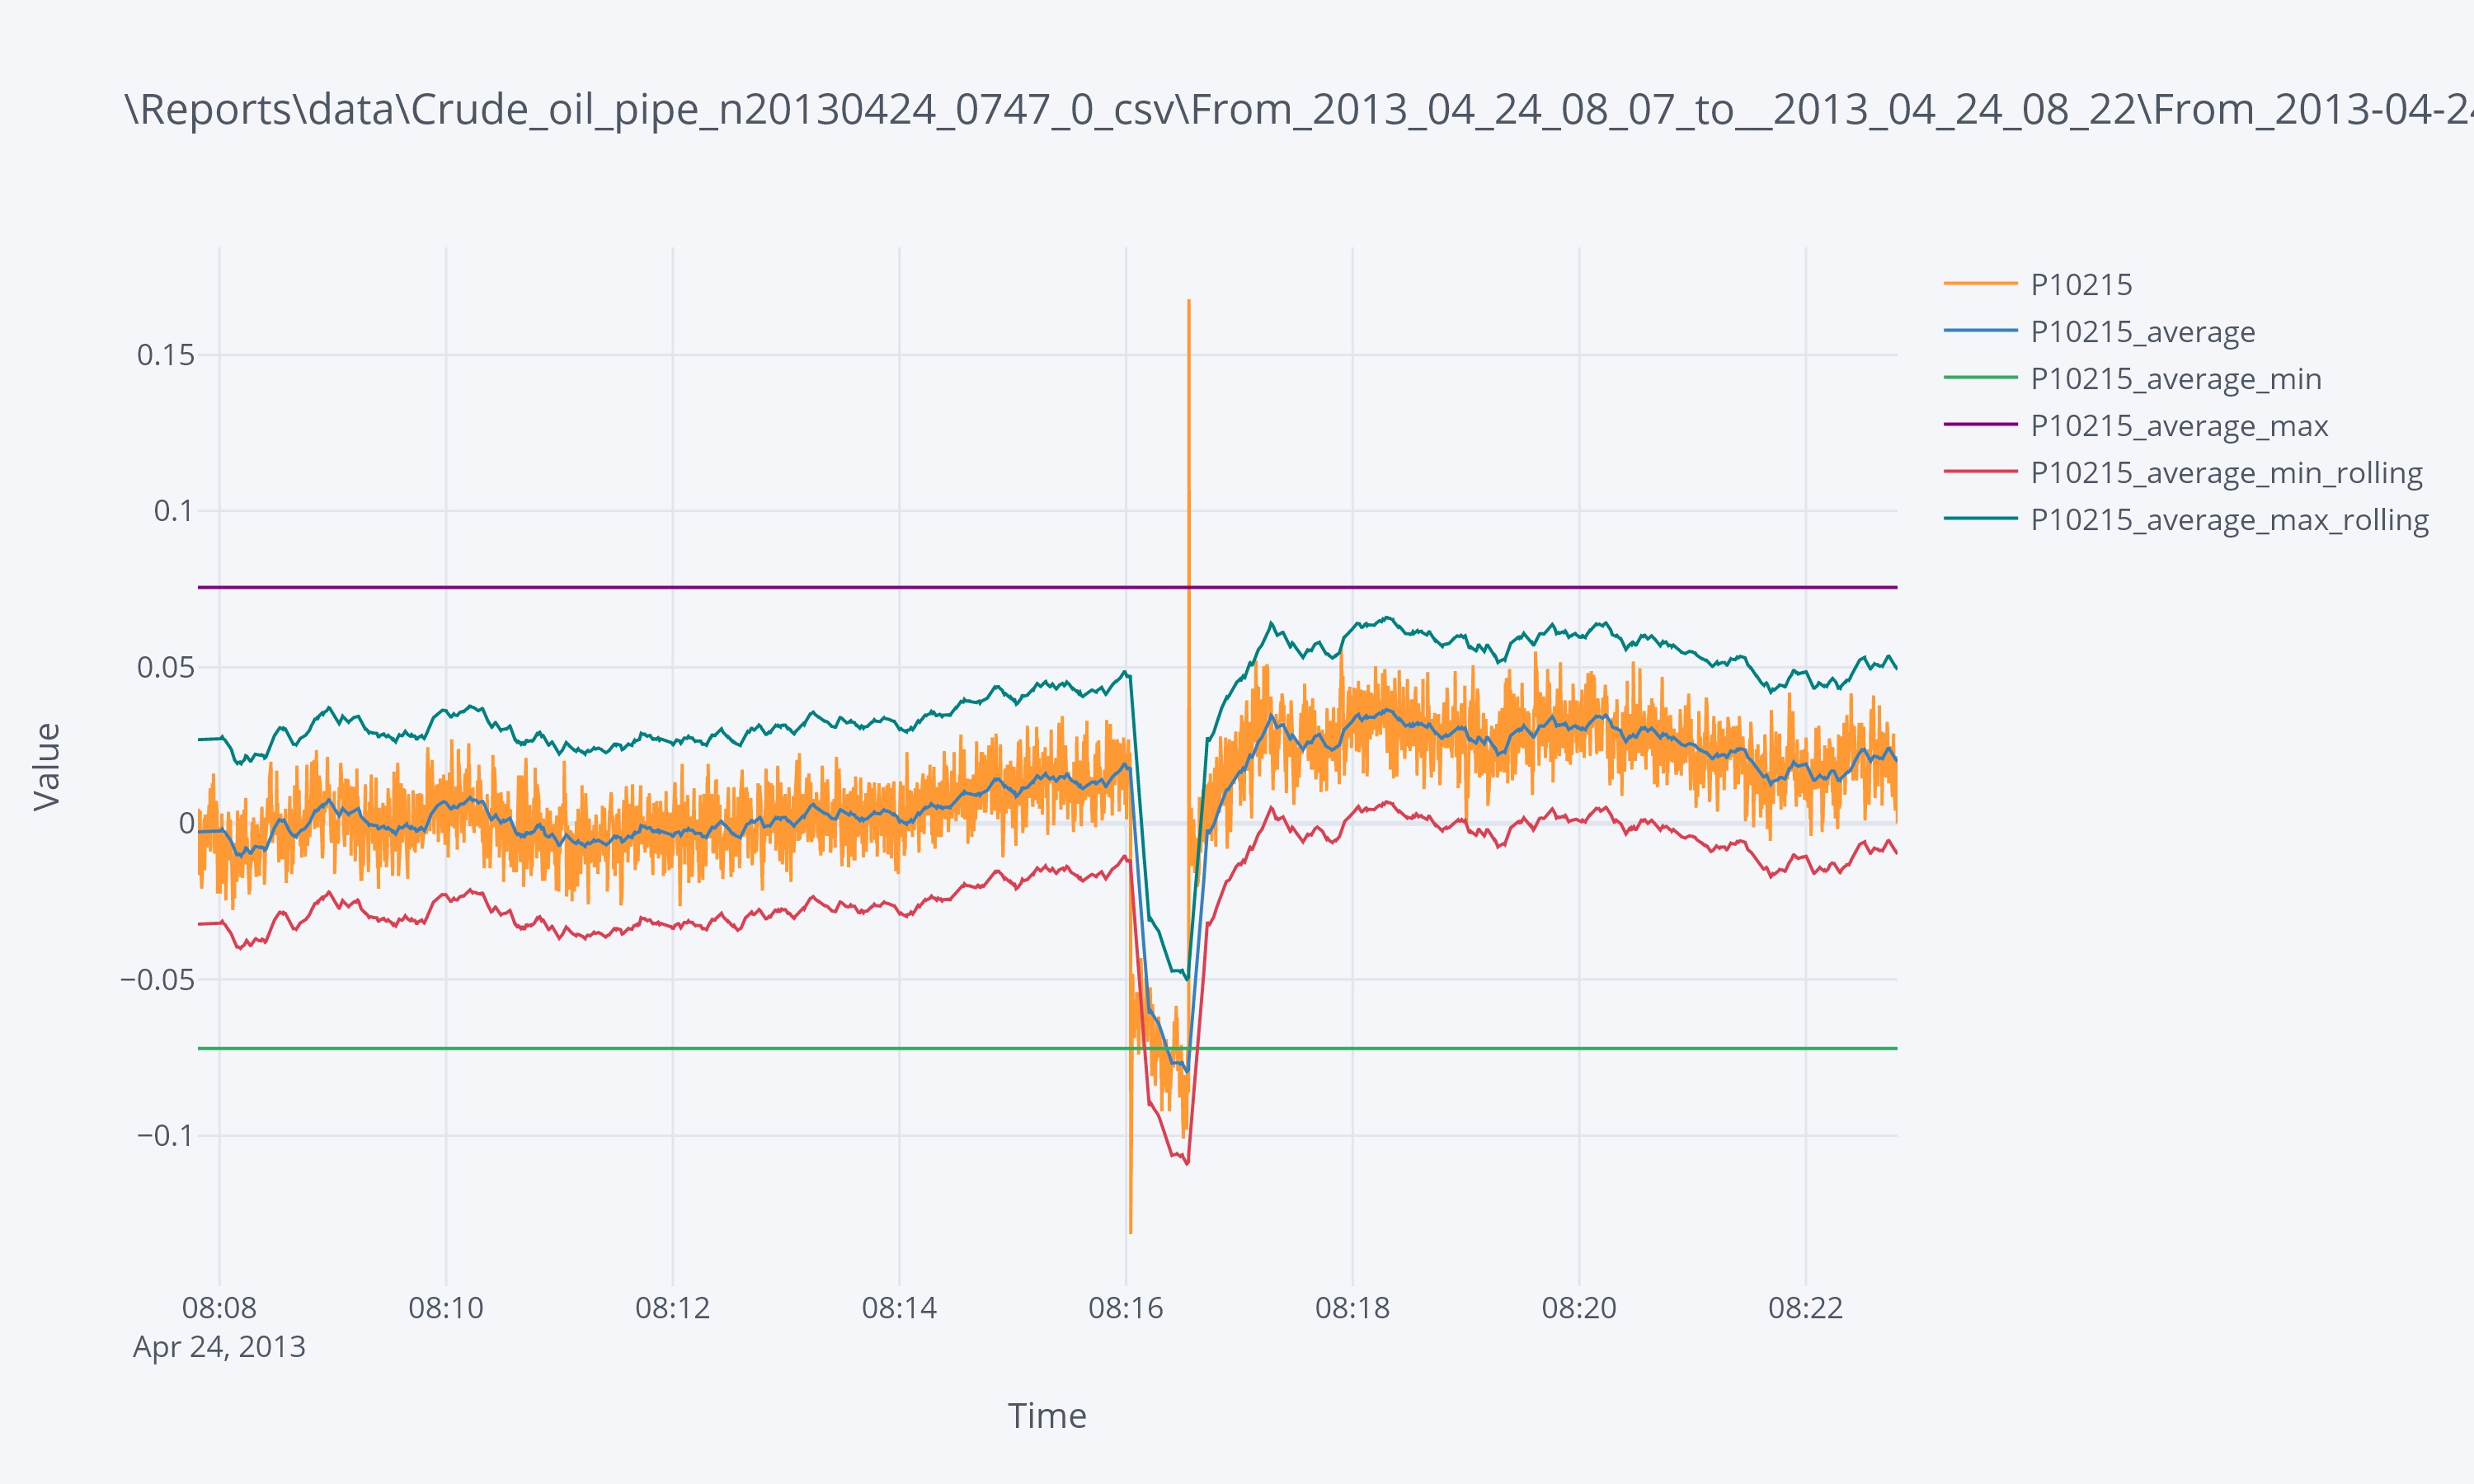 \Reports\data\Crude_oil_pipe_n20130424_0747_0_csv\From_2013_04_24_08_07_to__2013_04_24_08_22\From_2013-04-24
P10215
P10215_average
P10215_average_min
P10215_average_max
P10215_average_min_rolling
P10215_average_max_rolling
Value
0.15
0.1
0.05
0
−0.05
−0.1
08:08 08:10 08:12 08:14 08:16 08:18 08:20 08:22
Apr 24, 2013
Time